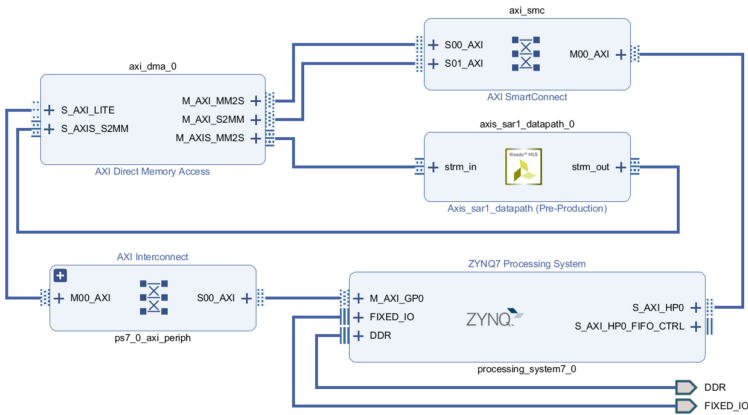 axi_smc
S00_AXI
S01_AXI
M00_AXI
AXI SmartConnect
axi_dma_0
S_AXI_LITE
S_AXIS_S2MM
M_AXI_MM2S
M_AXI_S2MM
M_AXIS_MM2S
AXI Direct Memory Access
axis_sar1_datapath_0
strm_in
Vivado™ HLS
strm_out
Axis_sar1_datapath (Pre-Production)
AXI Interconnect
M00_AXI
S00_AXI
ps7_0_axi_periph
ZYNQ7 Processing System
M_AXI_GP0
FIXED_IO
DDR
ZYNQ
S_AXI_HP0
S_AXI_HP0_FIFO_CTRL
processing_system7_0
DDR
FIXED_IO